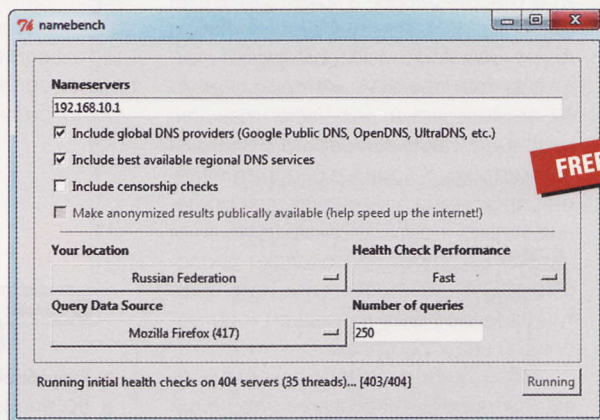 namebench
Nameservers
192.168.10.1
Include global DNS providers (Google Public DNS, OpenDNS, UltraDNS, etc.)
Include best available regional DNS services
Include censorship checks
Make anonymized results publically available (help speed up the internet!)
FREE
Your location
Health Check Performance
Russian Federation
Fast
Query Data Source
Number of queries
Mozilla Firefox (417)
250
Running initial health checks on 404 servers (35 threads)... [403/404]
Running